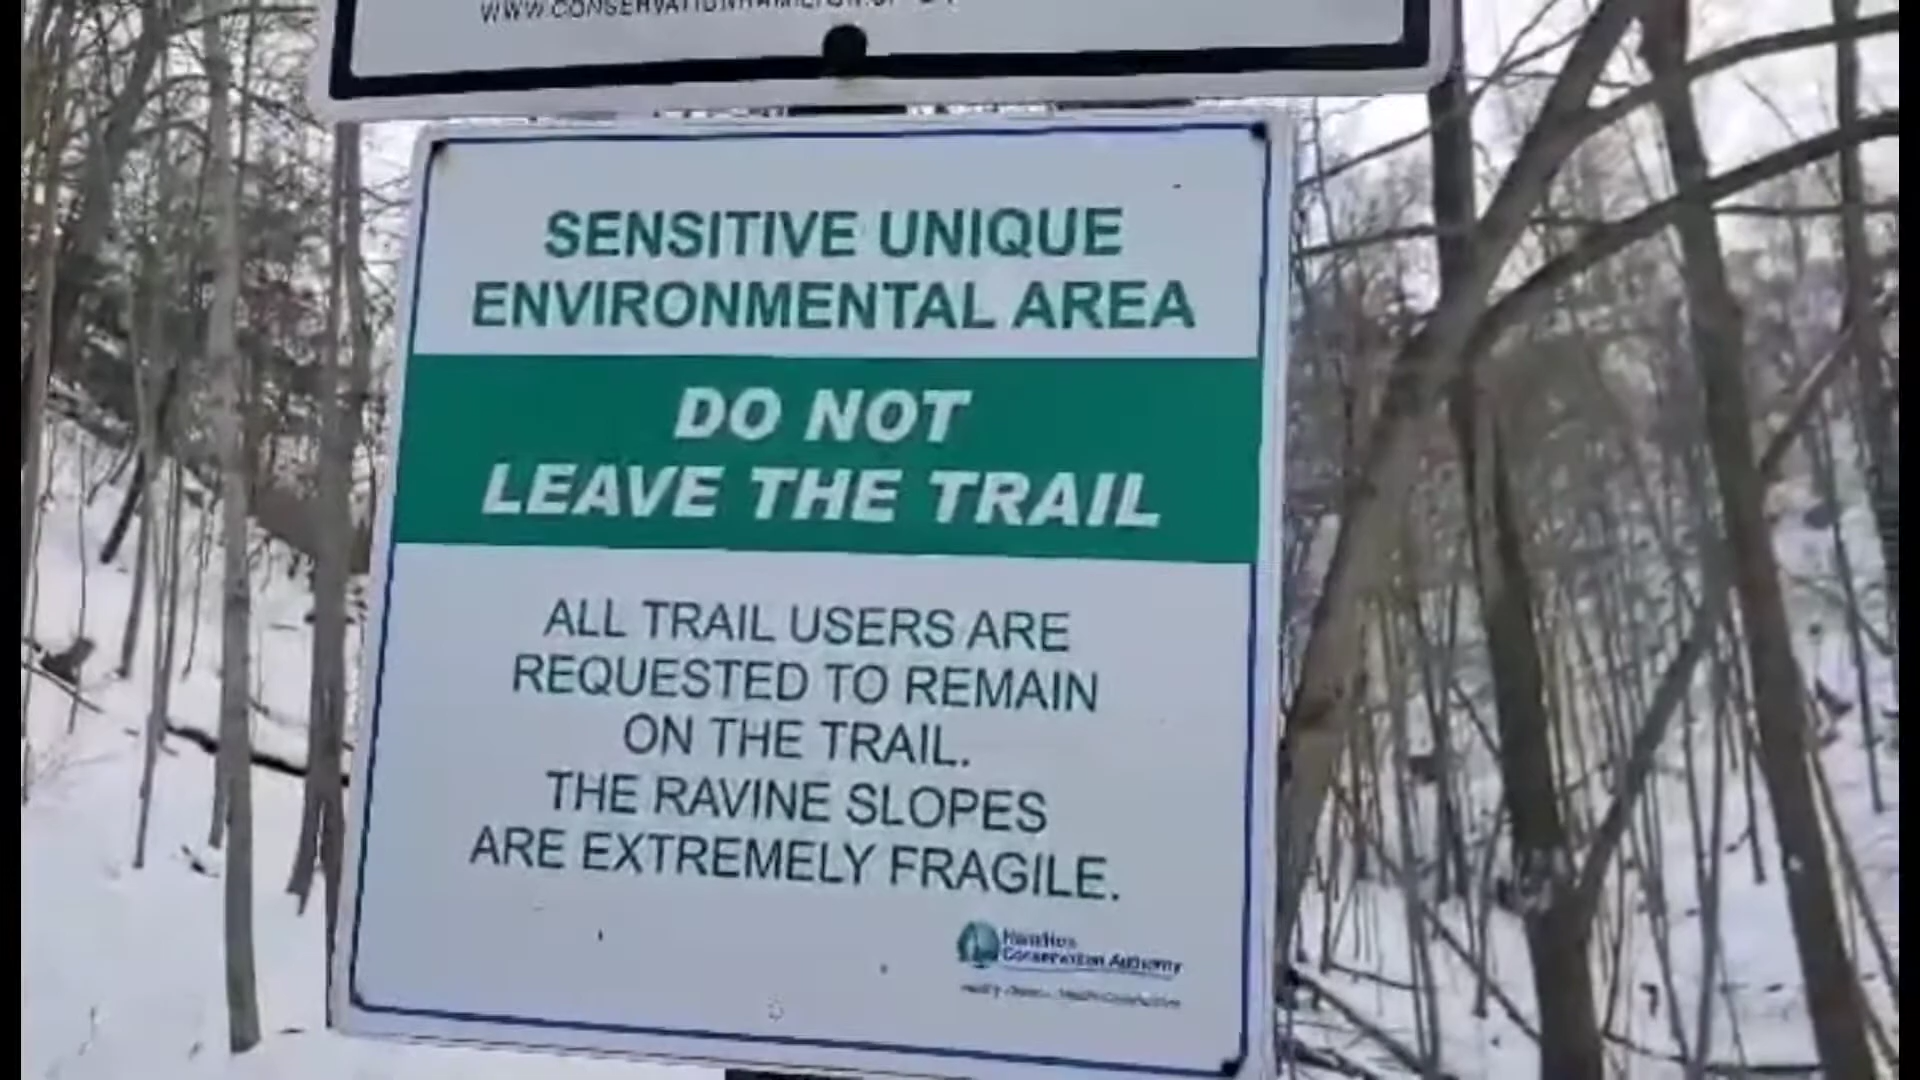 SENSITIVE UNIQUE
ENVIRONMENTAL AREA
DO NOT
LEAVE THE TRAIL
ALL TRAIL USERS ARE
REQUESTED TO REMAIN
ON THE TRAIL.
THE RAVINE SLOPES
ARE EXTREMELY FRAGILE.
Hamilton
Conservation Authority